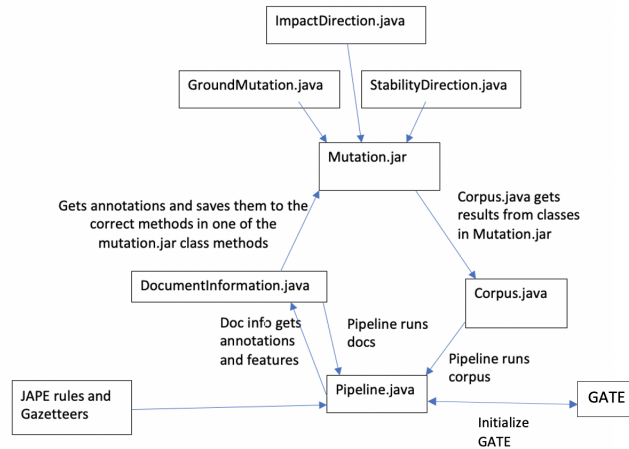 ImpactDirection.java
GroundMutation.java
StabilityDirection.java
Mutation.jar
Gets annotations and saves them to the
correct methods in one of the
mutation.jar class methods
Corpus.java gets
results from classes
in Mutation.jar
DocumentInformation.java
Corpus.java
Doc info gets
annotations
and features
Pipeline runs
docs
Pipeline runs
corpus
JAPE rules and
Gazetteers
Pipeline.java
GATE
Initialize
GATE